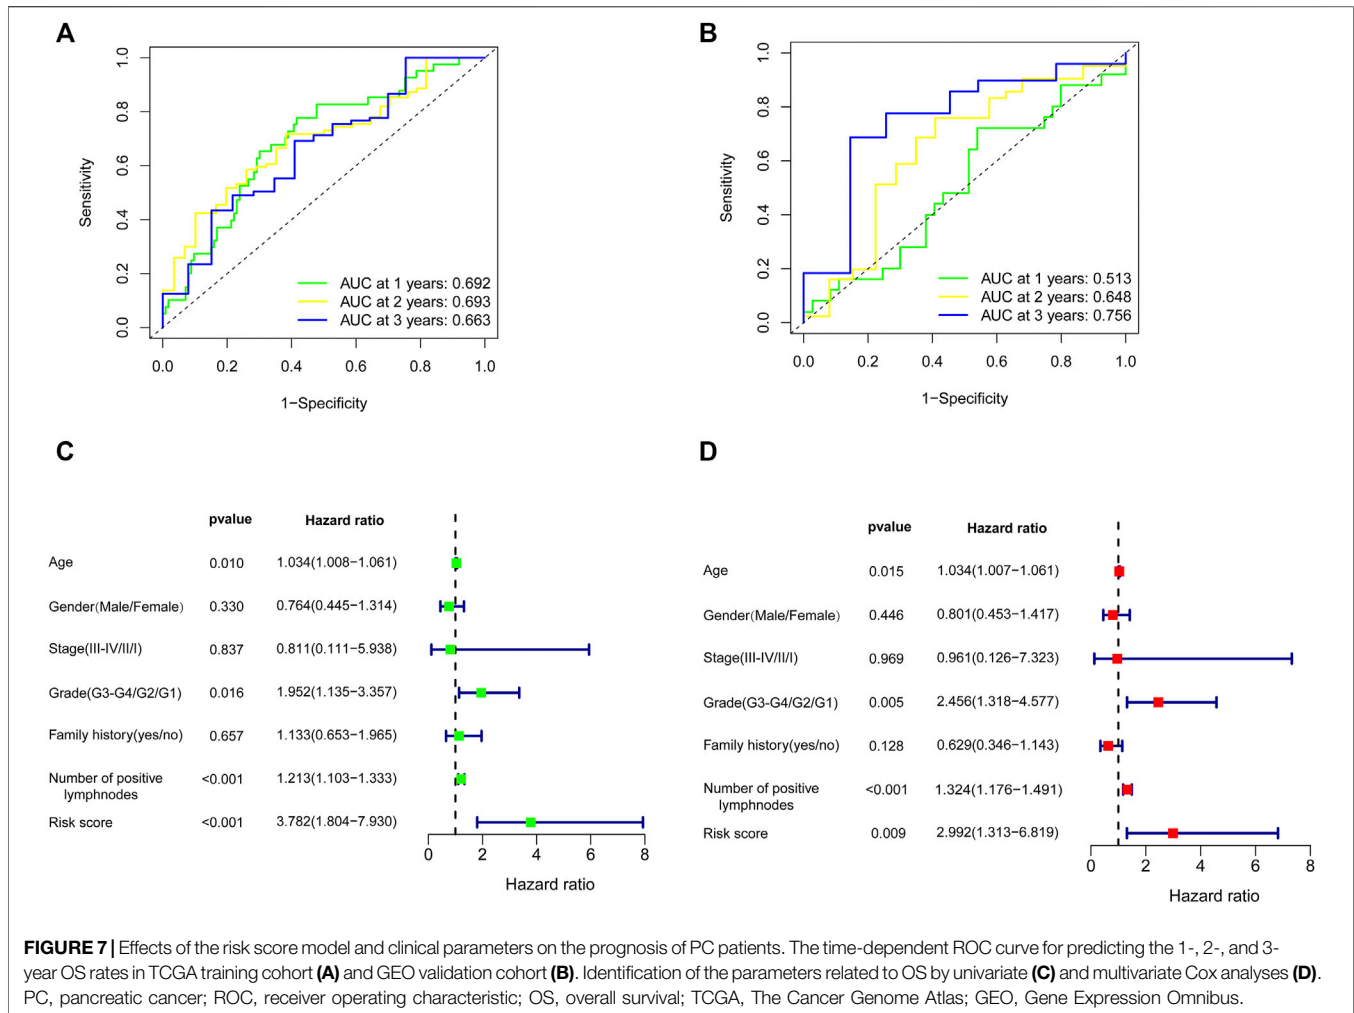 A
1.0
0.8
0.6
0.4
0.2
0.0
Sensitivity
AUC at 1 years: 0.692
AUC at 2 years: 0.693
AUC at 3 years: 0.663
0.0 0.2 0.4 0.6 0.8 1.0
1−Specificity
B
1.0
0.8
0.6
0.4
0.2
0.0
Sensitivity
AUC at 1 years: 0.513
AUC at 2 years: 0.648
AUC at 3 years: 0.756
0.0 0.2 0.4 0.6 0.8 1.0
1−Specificity
C
pvalue Hazard ratio
Age 0.010 1.034(1.008−1.061)
Gender(Male/Female) 0.330 0.764(0.445−1.314)
Stage(III-IV/II/I) 0.837 0.811(0.111−5.938)
Grade(G3-G4/G2/G1) 0.016 1.952(1.135−3.357)
Family history(yes/no) 0.657 1.133(0.653−1.965)
Number of positive <0.001 1.213(1.103−1.333)
lymphnodes
Risk score <0.001 3.782(1.804−7.930)
0 2 4 6 8
Hazard ratio
D
pvalue Hazard ratio
Age 0.015 1.034(1.007−1.061)
Gender(Male/Female) 0.446 0.801(0.453−1.417)
Stage(III-IV/II/I) 0.969 0.961(0.126−7.323)
Grade(G3-G4/G2/G1) 0.005 2.456(1.318−4.577)
Family history(yes/no) 0.128 0.629(0.346−1.143)
Number of positive <0.001 1.324(1.176−1.491)
lymphnodes
Risk score 0.009 2.992(1.313−6.819)
0 2 4 6 8
Hazard ratio
FIGURE 7 | Effects of the risk score model and clinical parameters on the prognosis of PC patients. The time-dependent ROC curve for predicting the 1-, 2-, and 3-
year OS rates in TCGA training cohort (A) and GEO validation cohort (B). Identification of the parameters related to OS by univariate (C) and multivariate Cox analyses (D).
PC, pancreatic cancer; ROC, receiver operating characteristic; OS, overall survival; TCGA, The Cancer Genome Atlas; GEO, Gene Expression Omnibus.